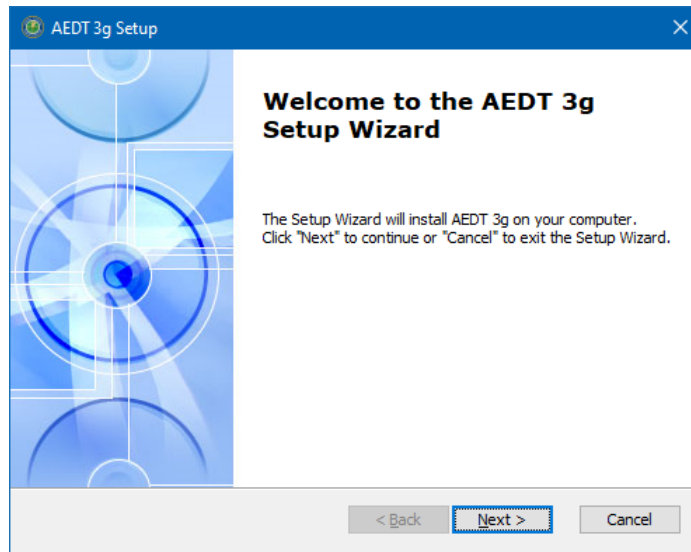 AEDT 3g Setup
Welcome to the AEDT 3g
Setup Wizard
The Setup Wizard will install AEDT 3g on your computer.
Click "Next" to continue or "Cancel" to exit the Setup Wizard.
< Back Next > Cancel